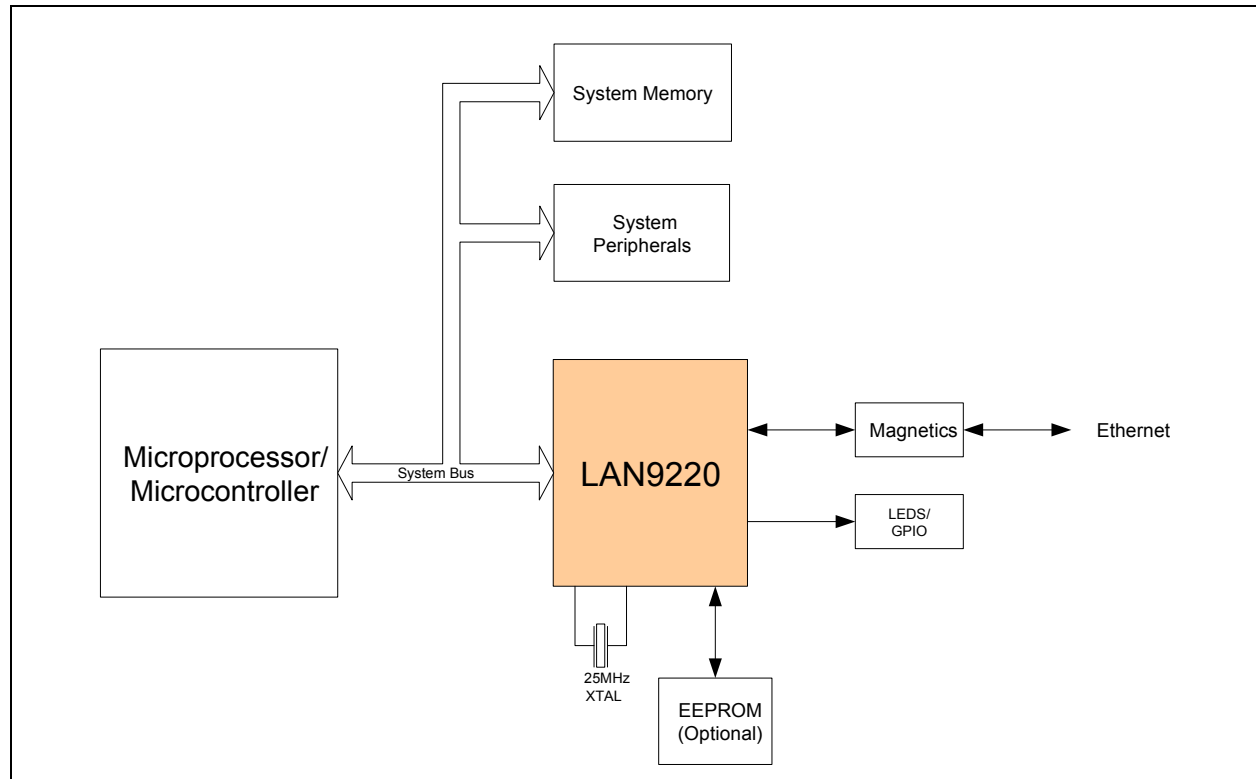 System Memory
System
Peripherals
Microprocessor/
Microcontroller
System Bus
LAN9220
Magnetics
Ethernet
LEDS/
GPIO
25MHz
XTAL
EEPROM
(Optional)